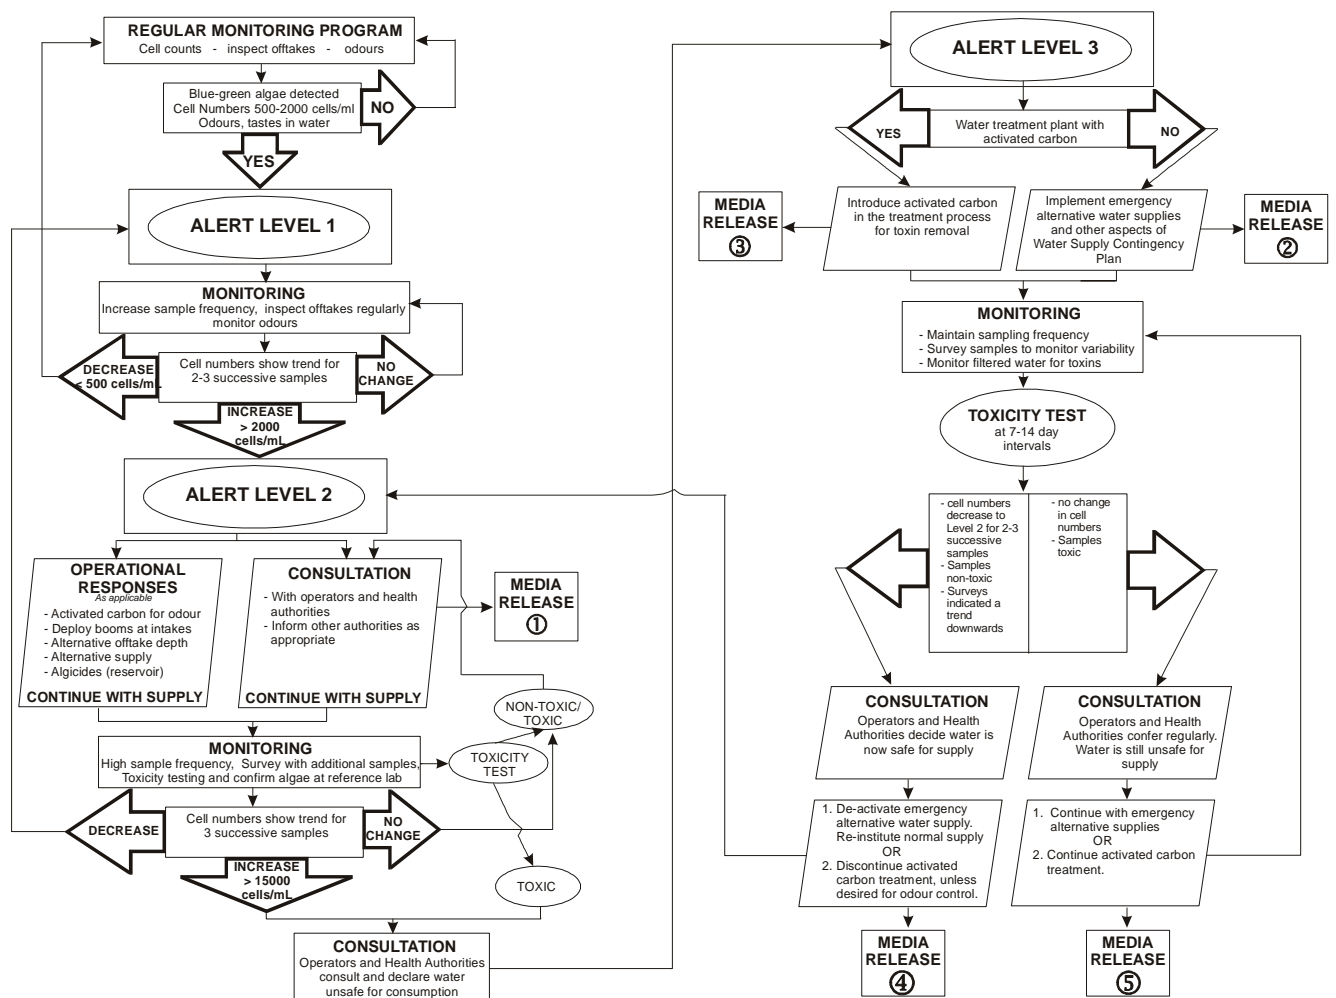 REGULAR MONITORING PROGRAM
Cell counts - inspect offtakes - odours
Blue-green algae detected
Cell Numbers 500-2000 cells/ml
Odours, tastes in water
NO
YES
ALERT LEVEL 1
MONITORING
Increase sample frequency, inspect offtakes regularly
monitor odours
DECREASE
< 500 cells/mL
Cell numbers show trend for
2-3 successive samples
NO
CHANGE
INCREASE
> 2000
cells/mL
ALERT LEVEL 2
OPERATIONAL
RESPONSES
As applicable
- Activated carbon for odour
- Deploy booms at intakes
- Alternative offtake depth
- Alternative supply
- Algicides (reservoir)
CONTINUE WITH SUPPLY
CONSULTATION
- With operators and health
authorities
- Inform other authorities as
appropriate
CONTINUE WITH SUPPLY
MEDIA
RELEASE
①
NON-TOXIC/
TOXIC
MONITORING
High sample frequency, Survey with additional samples,
Toxicity testing and confirm algae at reference lab
TOXICITY
TEST
DECREASE
Cell numbers show trend for
3 successive samples
NO
CHANGE
INCREASE
> 15000
cells/mL
TOXIC
CONSULTATION
Operators and Health Authorities
consult and declare water
unsafe for consumption
ALERT LEVEL 3
YES
Water treatment plant with
activated carbon
NO
MEDIA
RELEASE
③
Introduce activated carbon
in the treatment process
for toxin removal
Implement emergency
alternative water supplies
and other aspects of
Water Supply Contingency
Plan
MEDIA
RELEASE
②
MONITORING
- Maintain sampling frequency
- Survey samples to monitor variability
- Monitor filtered water for toxins
TOXICITY TEST
at 7-14 day
intervals
- cell numbers
decrease to
Level 2 for 2-3
successive
samples
- Samples
non-toxic
- Surveys
indicated a
trend
downwards
- no change
in cell
numbers
- Samples
toxic
CONSULTATION
Operators and Health
Authorities decide water is
now safe for supply
CONSULTATION
Operators and Health
Authorities confer regularly.
Water is still unsafe for
supply
1. De-activate emergency
alternative water supply.
Re-institute normal supply
OR
2. Discontinue activated
carbon treatment, unless
desired for odour control.
1. Continue with emergency
alternative supplies
OR
2. Continue activated carbon
treatment.
MEDIA
RELEASE
④
MEDIA
RELEASE
⑤